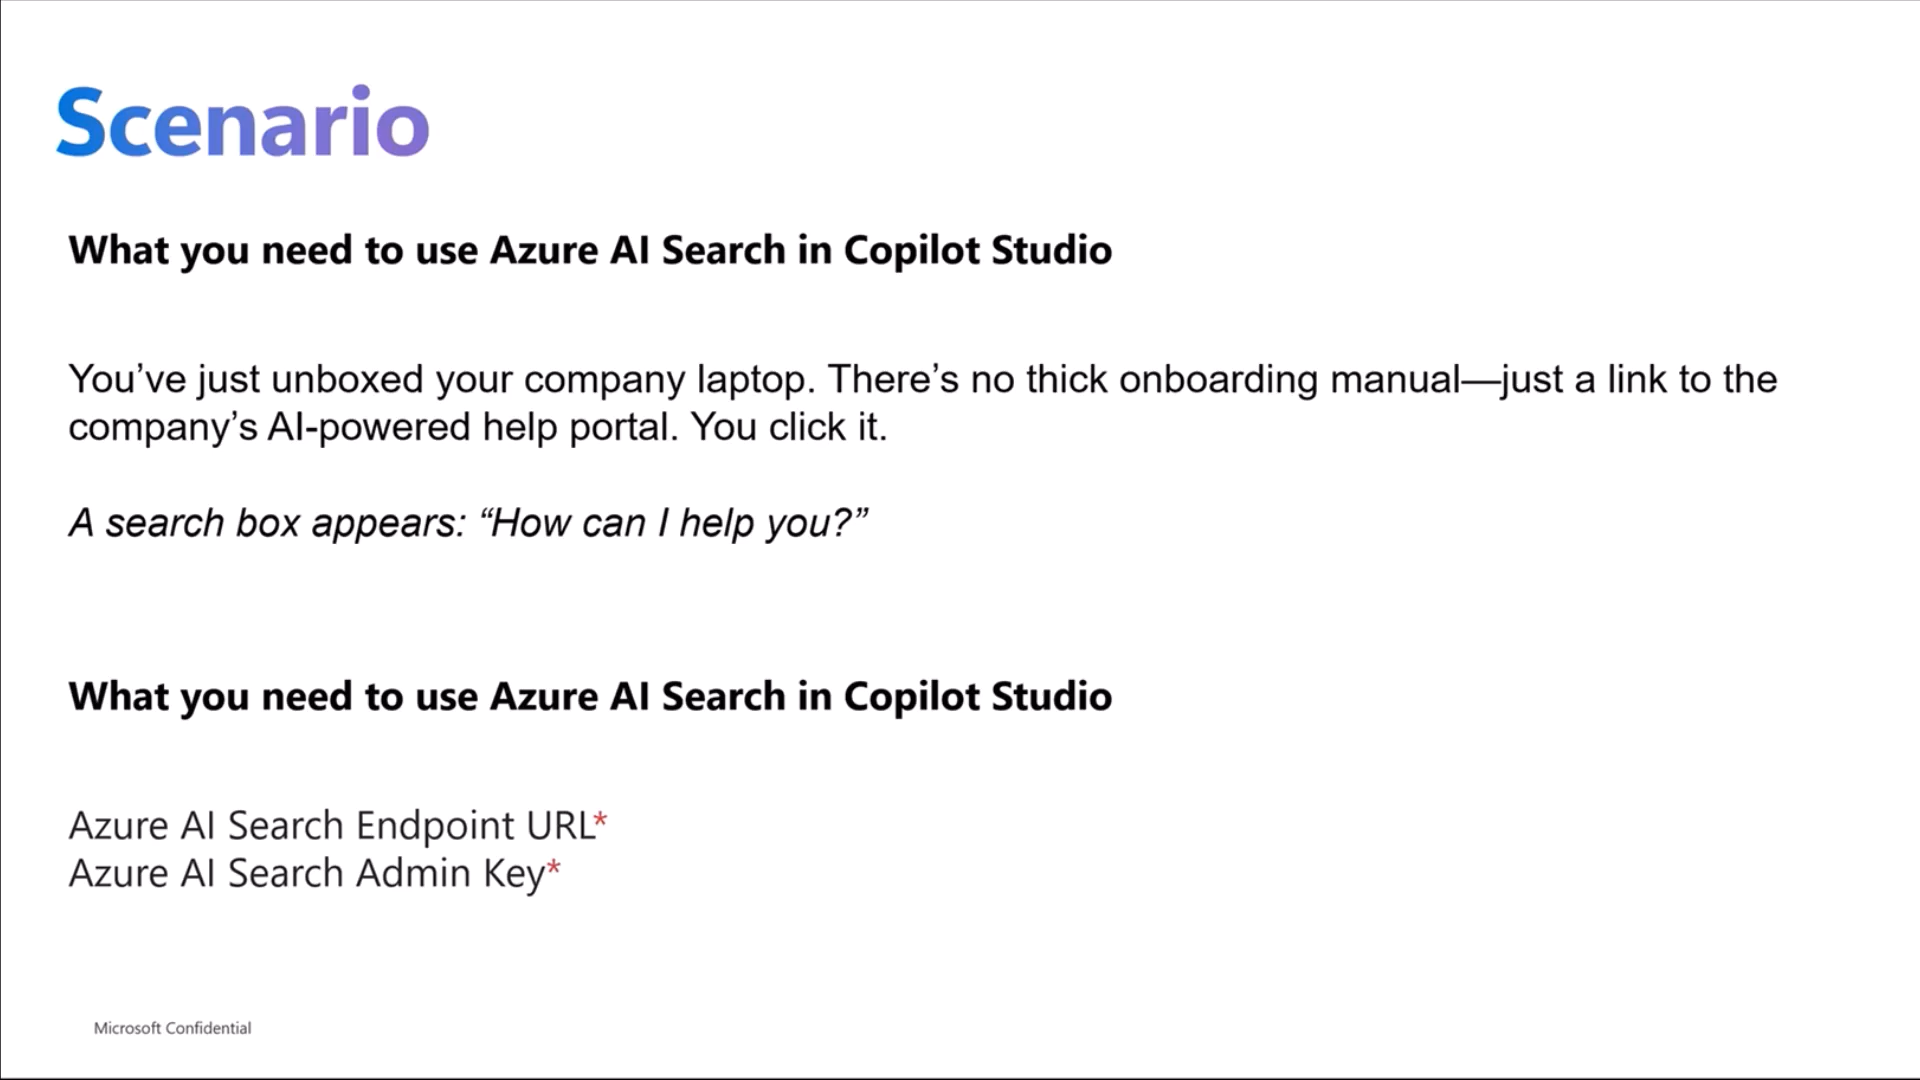 Scenario
What you need to use Azure AI Search in Copilot Studio
You’ve just unboxed your company laptop. There’s no thick onboarding manual—just a link to the
company’s AI-powered help portal. You click it.
A search box appears: “How can I help you?”
What you need to use Azure AI Search in Copilot Studio
Azure AI Search Endpoint URL*
Azure AI Search Admin Key*
Microsoft Confidential